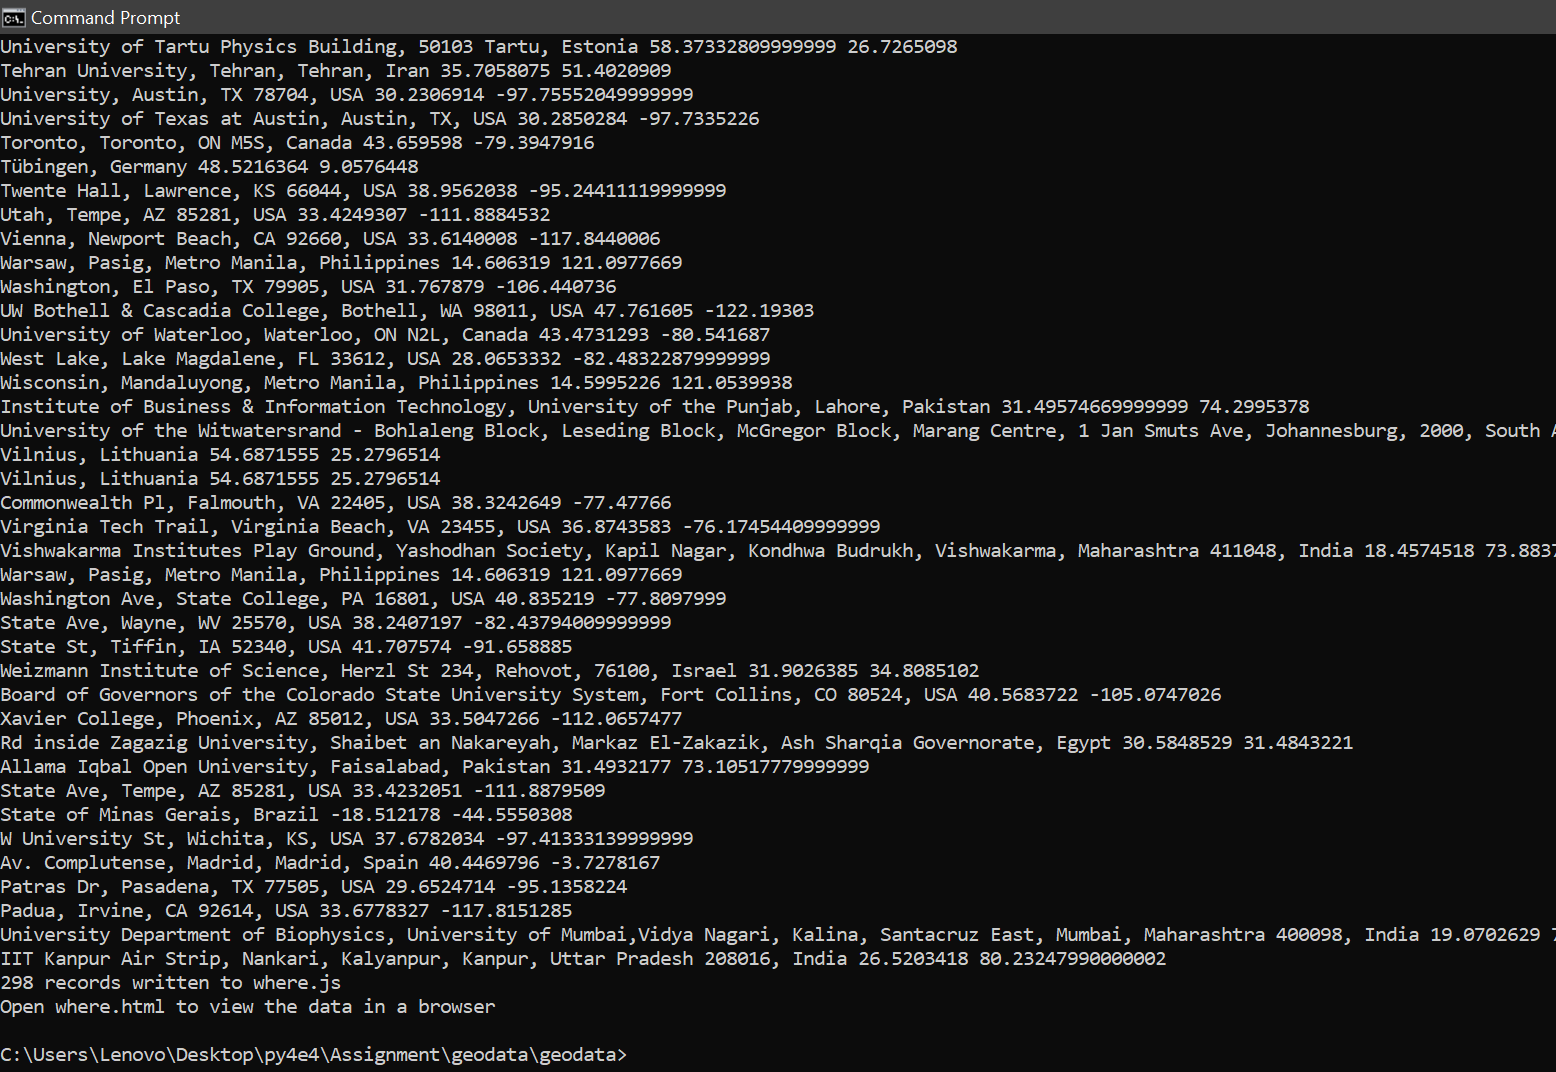 Command Prompt
University of Tartu Physics Building, 50103 Tartu, Estonia 58.37332809999999 26.7265098
Tehran University, Tehran, Tehran, Iran 35.7058075 51.4020909
University, Austin, TX 78704, USA 30.2306914 -97.75552049999999
University of Texas at Austin, Austin, TX, USA 30.2850284 -97.7335226
Toronto, Toronto, ON M5S, Canada 43.659598 -79.3947916
Tübingen, Germany 48.5216364 9.0576448
Twente Hall, Lawrence, KS 66044, USA 38.9562038 -95.24411119999999
Utah, Tempe, AZ 85281, USA 33.4249307 -111.8884532
Vienna, Newport Beach, CA 92660, USA 33.6140008 -117.8440006
Warsaw, Pasig, Metro Manila, Philippines 14.606319 121.0977669
Washington, El Paso, TX 79905, USA 31.767879 -106.440736
UW Bothell & Cascadia College, Bothell, WA 98011, USA 47.761605 -122.19303
University of Waterloo, Waterloo, ON N2L, Canada 43.4731293 -80.541687
West Lake, Lake Magdalene, FL 33612, USA 28.0653332 -82.48322879999999
Wisconsin, Mandaluyong, Metro Manila, Philippines 14.5995226 121.0539938
Institute of Business & Information Technology, University of the Punjab, Lahore, Pakistan 31.49574669999999 74.2995378
University of the Witwatersrand - Bohlaleng Block, Leseding Block, McGregor Block, Marang Centre, 1 Jan Smuts Ave, Johannesburg, 2000, South
Vilnius, Lithuania 54.6871555 25.2796514
Vilnius, Lithuania 54.6871555 25.2796514
Commonwealth Pl, Falmouth, VA 22405, USA 38.3242649 -77.47766
Virginia Tech Trail, Virginia Beach, VA 23455, USA 36.8743583 -76.17454409999999
Vishwakarma Institutes Play Ground, Yashodhan Society, Kapil Nagar, Kondhwa Budrukh, Vishwakarma, Maharashtra 411048, India 18.4574518 73.8837
Warsaw, Pasig, Metro Manila, Philippines 14.606319 121.0977669
Washington Ave, State College, PA 16801, USA 40.835219 -77.8097999
State Ave, Wayne, WV 25570, USA 38.2407197 -82.43794009999999
State St, Tiffin, IA 52340, USA 41.707574 -91.658885
Weizmann Institute of Science, Herzl St 234, Rehovot, 76100, Israel 31.9026385 34.8085102
Board of Governors of the Colorado State University System, Fort Collins, CO 80524, USA 40.5683722 -105.0747026
Xavier College, Phoenix, AZ 85012, USA 33.5047266 -112.0657477
Rd inside Zagazig University, Shaibet an Nakareyah, Markaz El-Zakazik, Ash Sharqia Governorate, Egypt 30.5848529 31.4843221
Allama Iqbal Open University, Faisalabad, Pakistan 31.4932177 73.10517779999999
State Ave, Tempe, AZ 85281, USA 33.4232051 -111.8879509
State of Minas Gerais, Brazil -18.512178 -44.5550308
W University St, Wichita, KS, USA 37.6782034 -97.41333139999999
Av. Complutense, Madrid, Madrid, Spain 40.4469796 -3.7278167
Patras Dr, Pasadena, TX 77505, USA 29.6524714 -95.1358224
Padua, Irvine, CA 92614, USA 33.6778327 -117.8151285
University Department of Biophysics, University of Mumbai,Vidya Nagari, Kalina, Santacruz East, Mumbai, Maharashtra 400098, India 19.0702629
IIT Kanpur Air Strip, Nankari, Kalyanpur, Kanpur, Uttar Pradesh 208016, India 26.5203418 80.23247990000002
298 records written to where.js
Open where.html to view the data in a browser
C:\Users\Lenovo\Desktop\py4e4\Assignment\geodata\geodata>